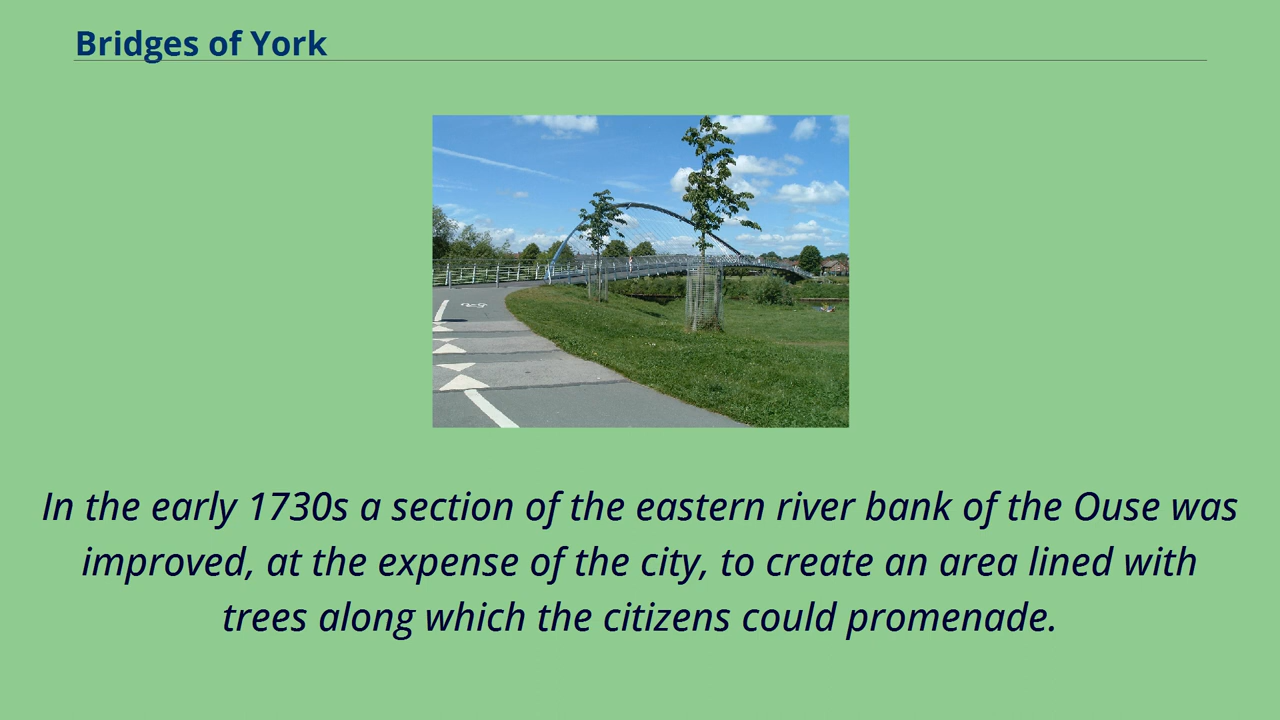 Bridges of York
In the early 1730s a section of the eastern river bank of the Ouse was
improved, at the expense of the city, to create an area lined with
trees along which the citizens could promenade.